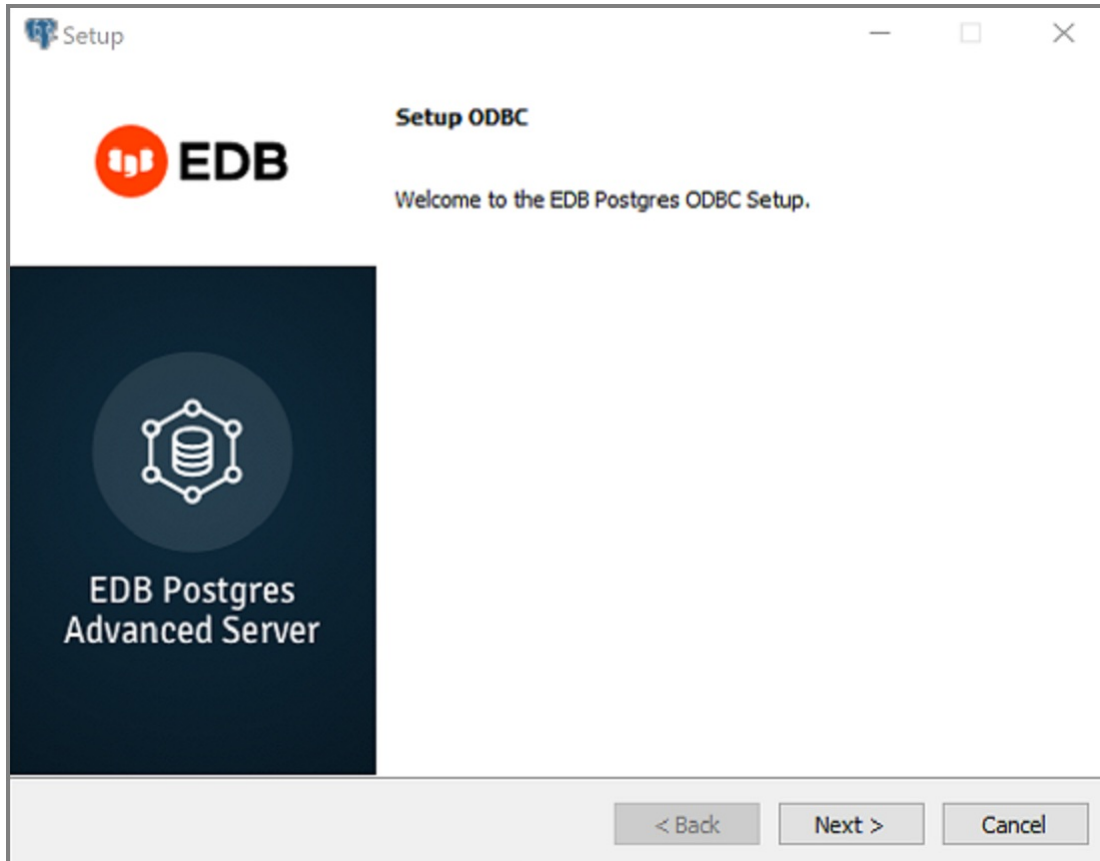 Setup
EDB
Setup ODBC
Welcome to the EDB Postgres ODBC Setup.
EDB Postgres
Advanced Server
< Back
Next >
Cancel